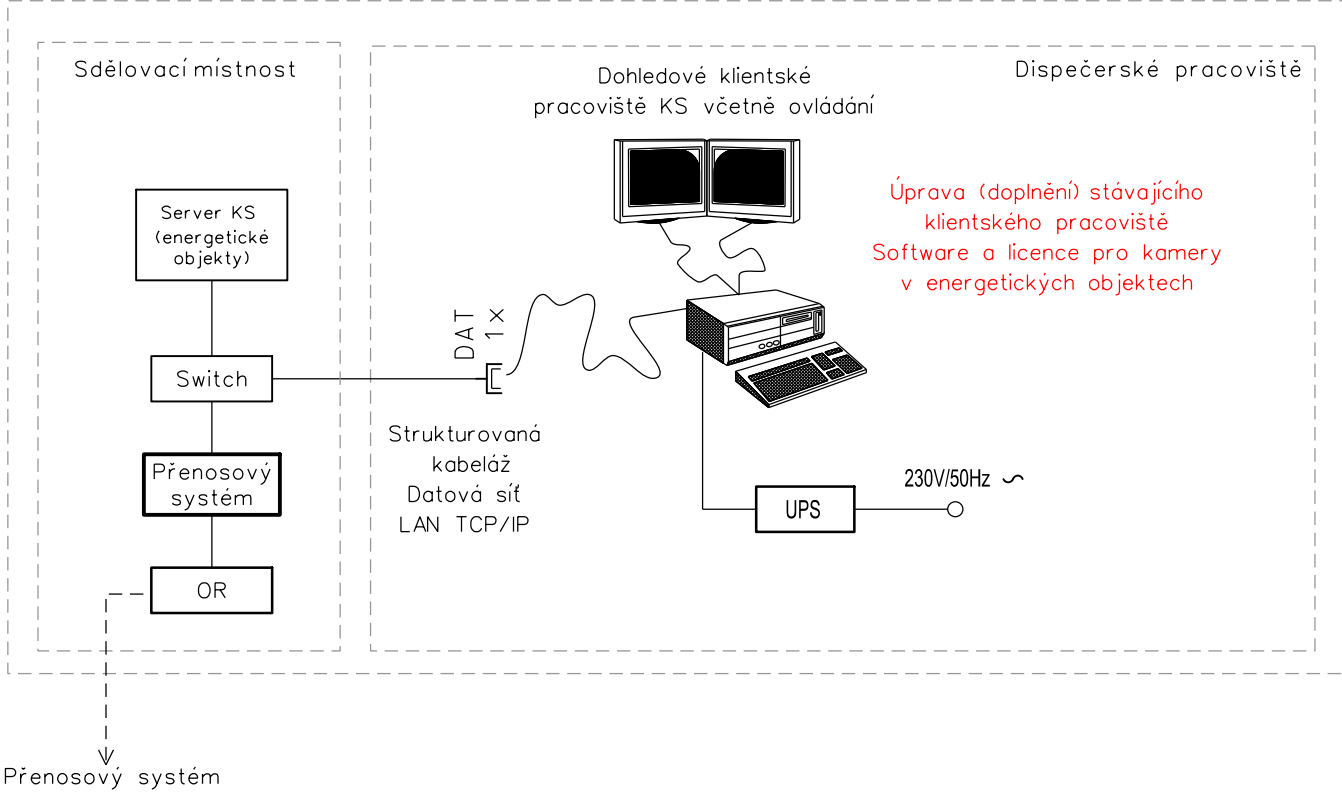 Sdělovací místnost
Server KS
(energetické
objekty)
Switch
Přenosový
systém
OR
Přenosový systém
Dispečerské pracoviště
Dohledové klientské
pracoviště KS včetně ovládání
Úprava (doplnění) stávajícího
klientského pracoviště
Software a licence pro kamery
v energetických objektech
DAT
1x
Strukturovaná
kabeláž
Datová síť
LAN TCP/IP
230V/50Hz ~
UPS